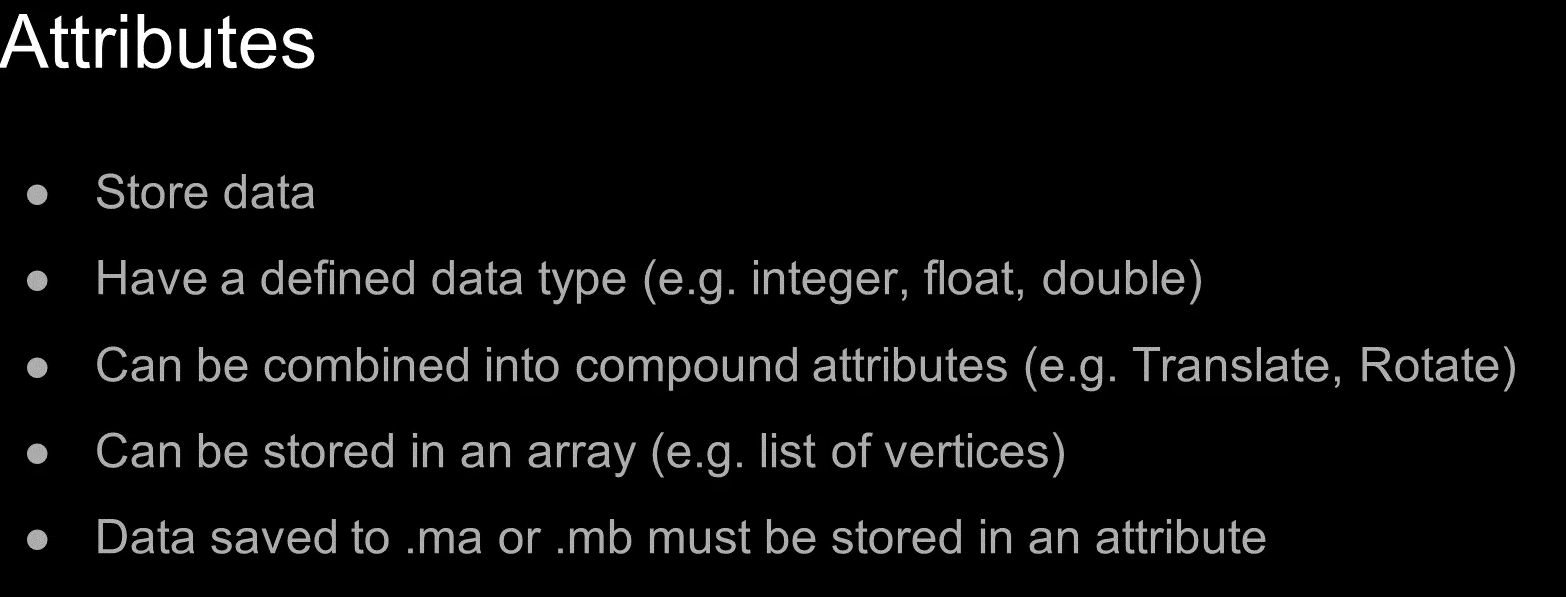 Attributes
● Store data
● Have a defined data type (e.g. integer, float, double)
● Can be combined into compound attributes (e.g. Translate, Rotate)
● Can be stored in an array (e.g. list of vertices)
● Data saved to .ma or .mb must be stored in an attribute